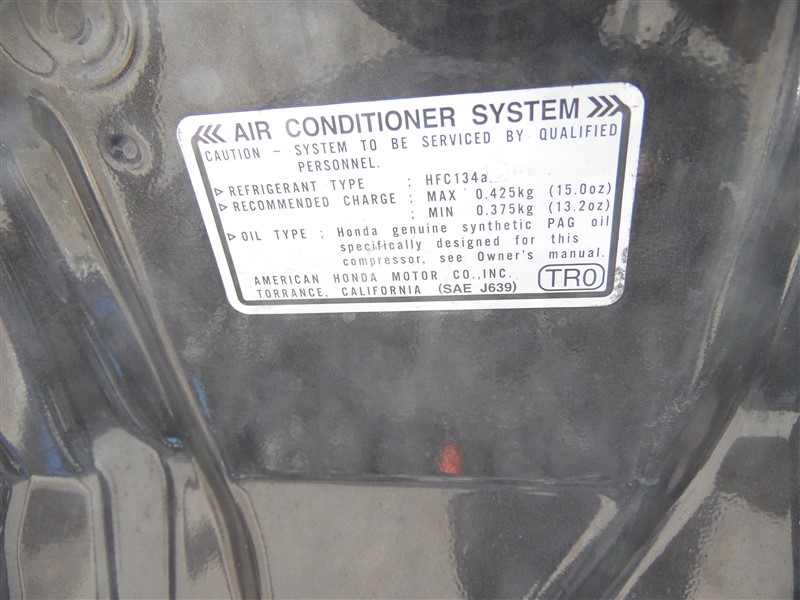 AIR CONDITIONER SYSTEM
CAUTION - SYSTEM TO BE SERVICED BY QUALIFIED
PERSONNEL.
REFRIGERANT TYPE ; HFC134a.
RECOMMENDED CHARGE ; MAX 0.425kg (15.0oz)
; MIN 0.375kg (13.2oz)
OIL TYPE ; Honda genuine synthetic PAG oil
specifically designed for this
compressor, see Owner's manual.
AMERICAN HONDA MOTOR CO., INC.
TORRANCE, CALIFORNIA (SAE J639) TR0